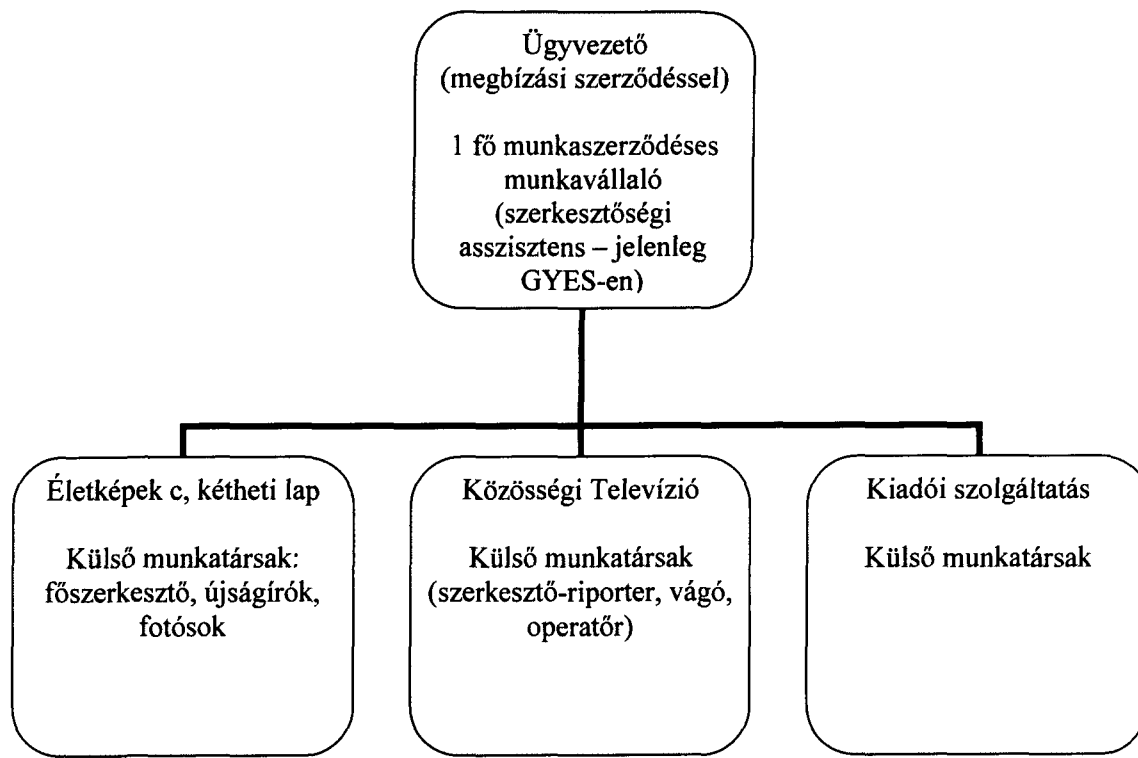 Ügyvezető
(megbízási szerződéssel)
1 fő munkaszerződéses
munkavállaló
(szerkesztőségi
asszisztens – jelenleg
GYES-en)
Életképek c, kétheti lap
Külső munkatársak:
főszerkesztő, újságírók,
fotósok
Közösségi Televízió
Külső munkatársak
(szerkesztő-riporter, vágó,
operatőr)
Kiadói szolgáltatás
Külső munkatársak